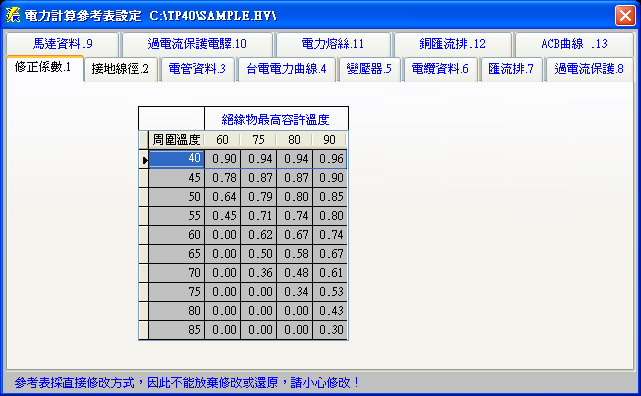 電力計算參考表設定 C:\TP40\SAMPLE.HV\
馬達資料.9 過電流保護電驛.10 電力熔絲.11 銅匯流排.12 ACB曲線 .13
修正係數.1 接地線徑.2 電管資料.3 台電電力曲線.4 變壓器.5 電纜資料.6 匯流排.7 過電流保護.8
絕緣物最高容許溫度
周圍溫度 60 75 80 90
40 0.90 0.94 0.94 0.96
45 0.78 0.87 0.87 0.90
50 0.64 0.79 0.80 0.85
55 0.45 0.71 0.74 0.80
60 0.00 0.62 0.67 0.74
65 0.00 0.50 0.58 0.67
70 0.00 0.36 0.48 0.61
75 0.00 0.00 0.34 0.53
80 0.00 0.00 0.00 0.43
85 0.00 0.00 0.00 0.30
參考表採直接修改方式，因此不能放棄修改或還原，請小心修改！